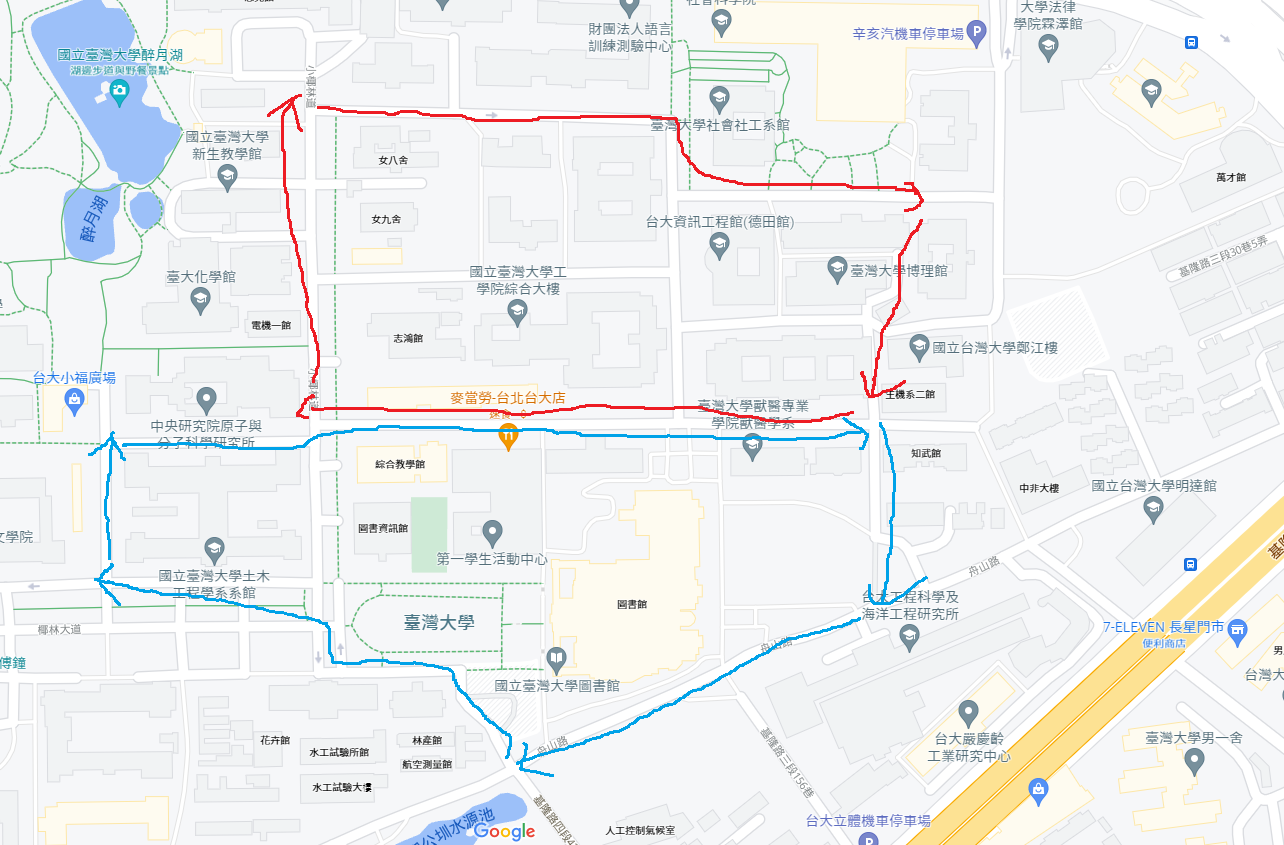 社會科學院
大學法律
學院霖澤館
財團法人語言
訓練測驗中心
辛亥汽機車停車場
P
國立臺灣大學醉月湖
湖邊步道與野餐景點
小椰林道
國立臺灣大學
新生教學館
臺灣大學社會社工系館
女八舍
萬才館
醉月湖
女九舍
台大資訊工程館(德田館)
基隆路三段30巷5弄
臺大化學館
國立臺灣大學工
學院綜合大樓
臺灣大學博理館
電機一館
志鴻館
國立台灣大學鄭江樓
台大小福廣場
麥當勞-台北台大店
主機系二館
臺灣大學獸醫專業
學院獸醫學系
中央研究院原子與
分子科學研究所
綜合教學館
知武館
中非大樓
國立台灣大學明達館
圖書資訊館
文學院
第一學生活動中心
國立臺灣大學土木
工程學系系館
舟山路
基隆
台大工程科學及
海洋工程研究所
圖書館
臺灣大學
椰林大道
7-ELEVEN 長星門市
便利商店
舟山路
傅鐘
國立臺灣大學圖書館
台灣大
花卉館
林產館
水工試驗所館
航空測量館
舟山路
基隆路三段156巷
台大嚴慶齡
工業研究中心
臺灣大學男一舍
水工試驗大樓
基隆路四段4
公圳水源池
Google
人工控制氣候室
台大立體機車停車場
P